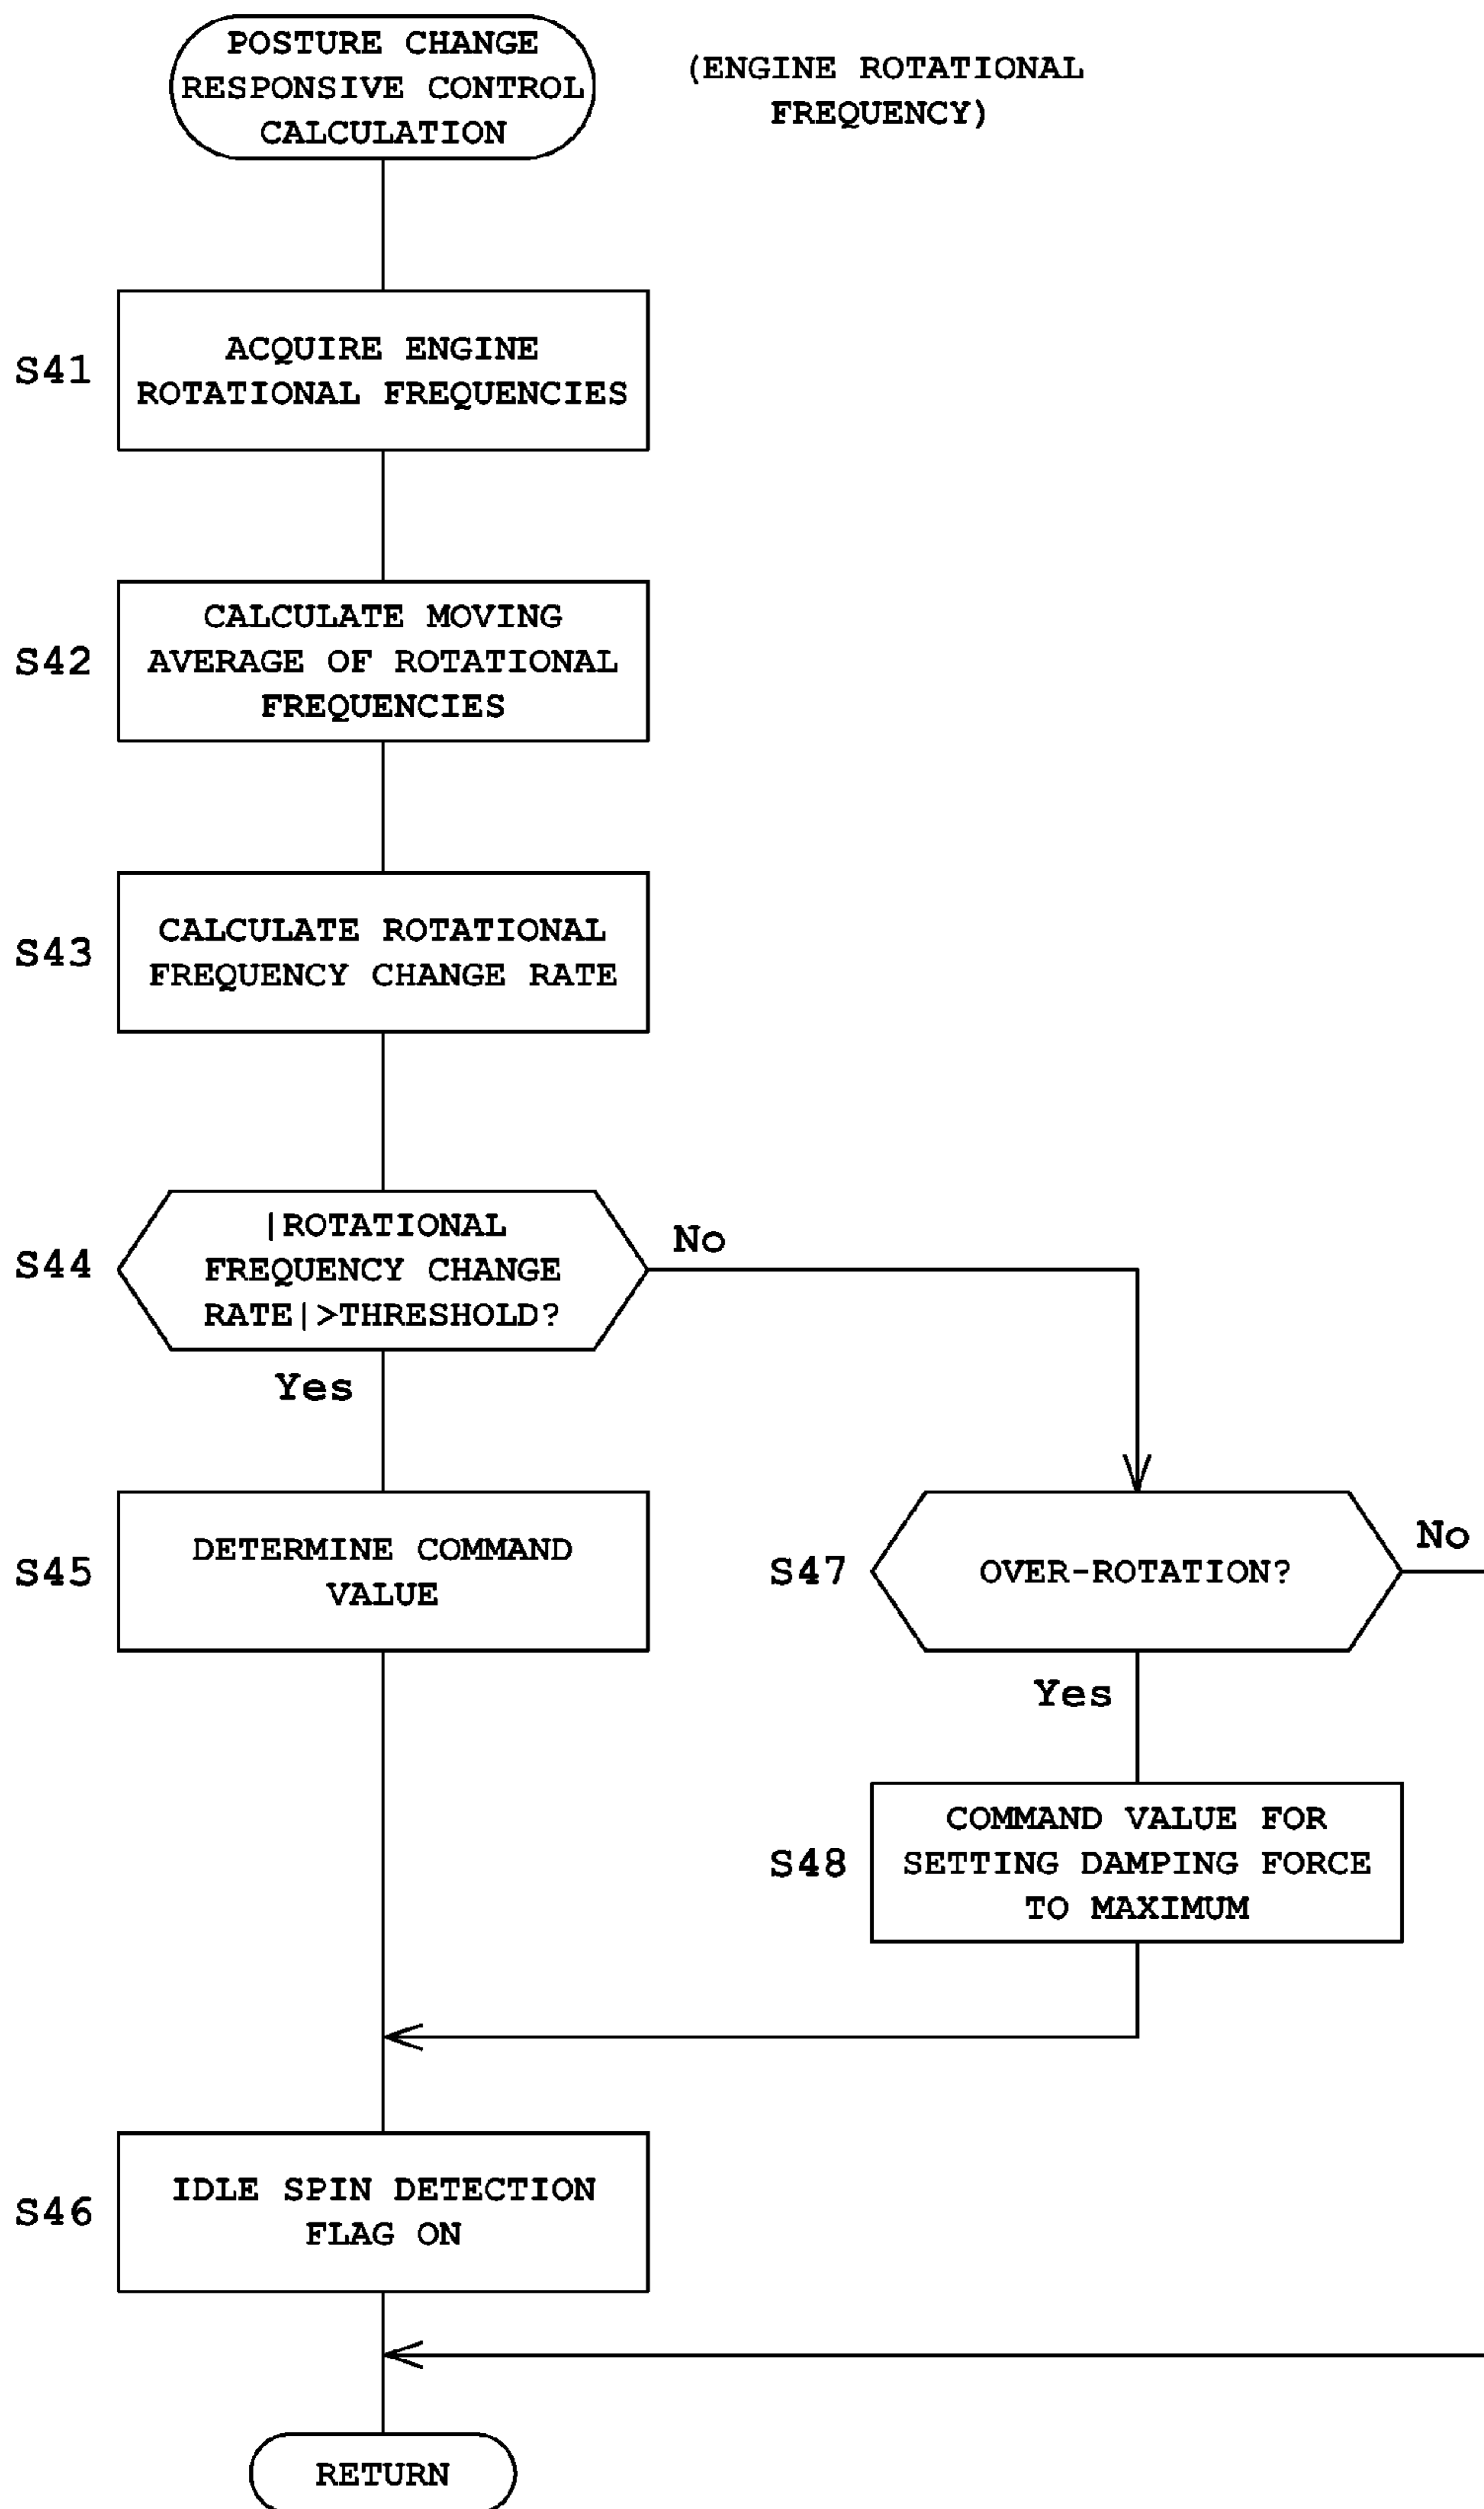 POSTURE CHANGE
RESPONSIVE CONTROL
CALCULATION
(ENGINE ROTATIONAL
FREQUENCY)
S41
ACQUIRE ENGINE
ROTATIONAL FREQUENCIES
S42
CALCULATE MOVING
AVERAGE OF ROTATIONAL
FREQUENCIES
S43
CALCULATE ROTATIONAL
FREQUENCY CHANGE RATE
S44
|ROTATIONAL
FREQUENCY CHANGE
RATE|>THRESHOLD?
No
Yes
S45
DETERMINE COMMAND
VALUE
S47
OVER-ROTATION?
No
Yes
S48
COMMAND VALUE FOR
SETTING DAMPING FORCE
TO MAXIMUM
S46
IDLE SPIN DETECTION
FLAG ON
RETURN